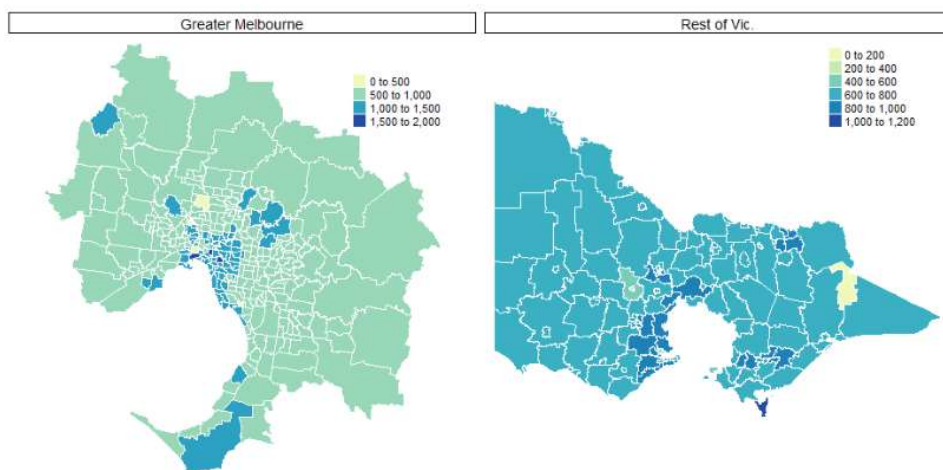 Greater Melbourne
0 to 500
500 to 1,000
1,000 to 1,500
1,500 to 2,000
Rest of Vic.
0 to 200
200 to 400
400 to 600
600 to 800
800 to 1,000
1,000 to 1,200